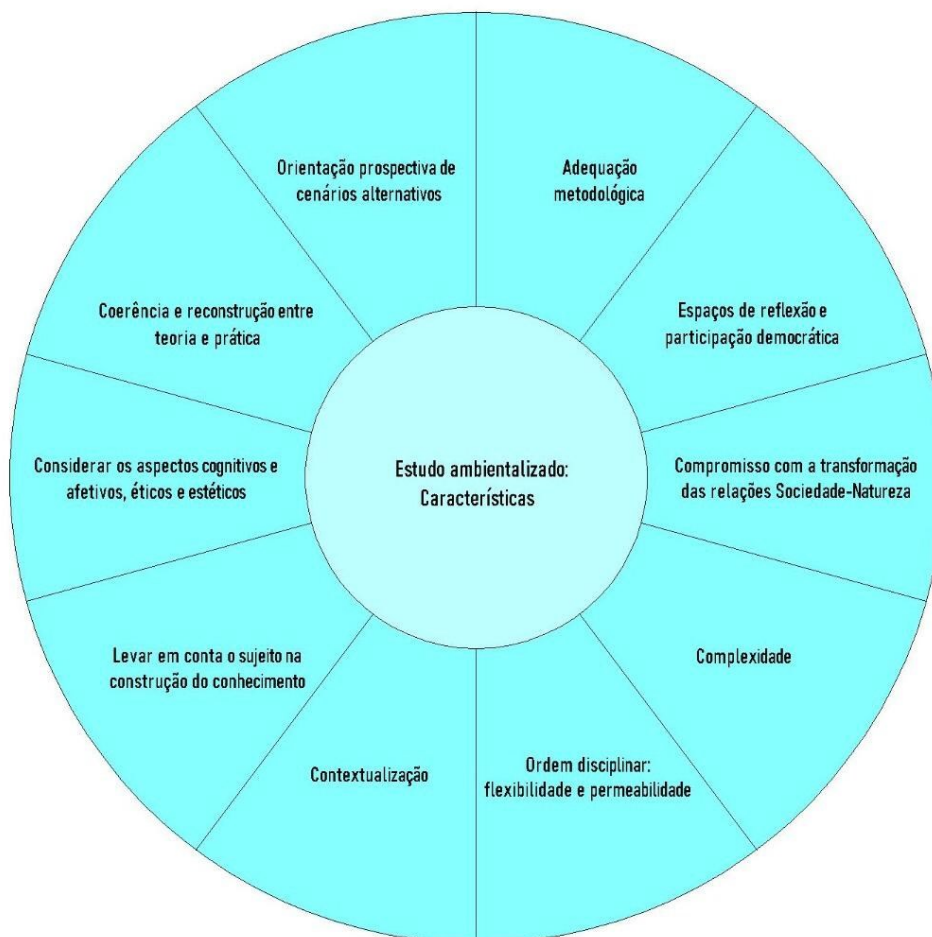 Orientação prospectiva de
cenários alternativos
Adequação
metodológica
Espaços de reflexão e
participação democrática
Compromisso com a transformação
das relações Sociedade-Natureza
Complexidade
Ordem disciplinar:
flexibilidade e permeabilidade
Contextualização
Levar em conta o sujeito na
construção do conhecimento
Considerar os aspectos cognitivos e
afetivos, éticos e estéticos
Coerência e reconstrução entre
teoria e prática
Estudo ambientalizado:
Características